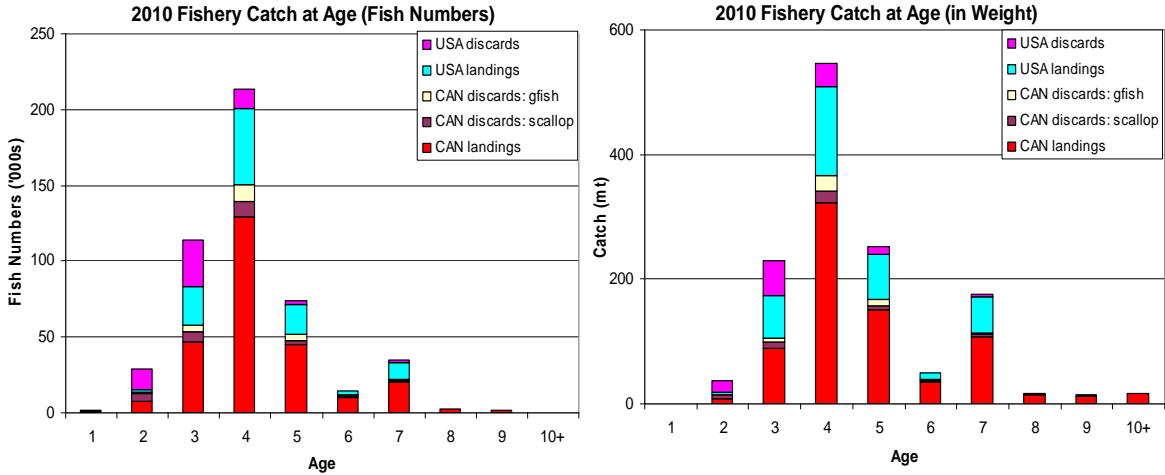 2010 Fishery Catch at Age (Fish Numbers)
250
200
150
100
50
0
Fish Numbers ('000s)
USA discards
USA landings
CAN discards: gfish
CAN discards: scallop
CAN landings
1 2 3 4 5 6 7 8 9 10+
Age
2010 Fishery Catch at Age (in Weight)
600
400
200
0
Catch (mt)
USA discards
USA landings
CAN discards: gfish
CAN discards: scallop
CAN landings
1 2 3 4 5 6 7 8 9 10+
Age